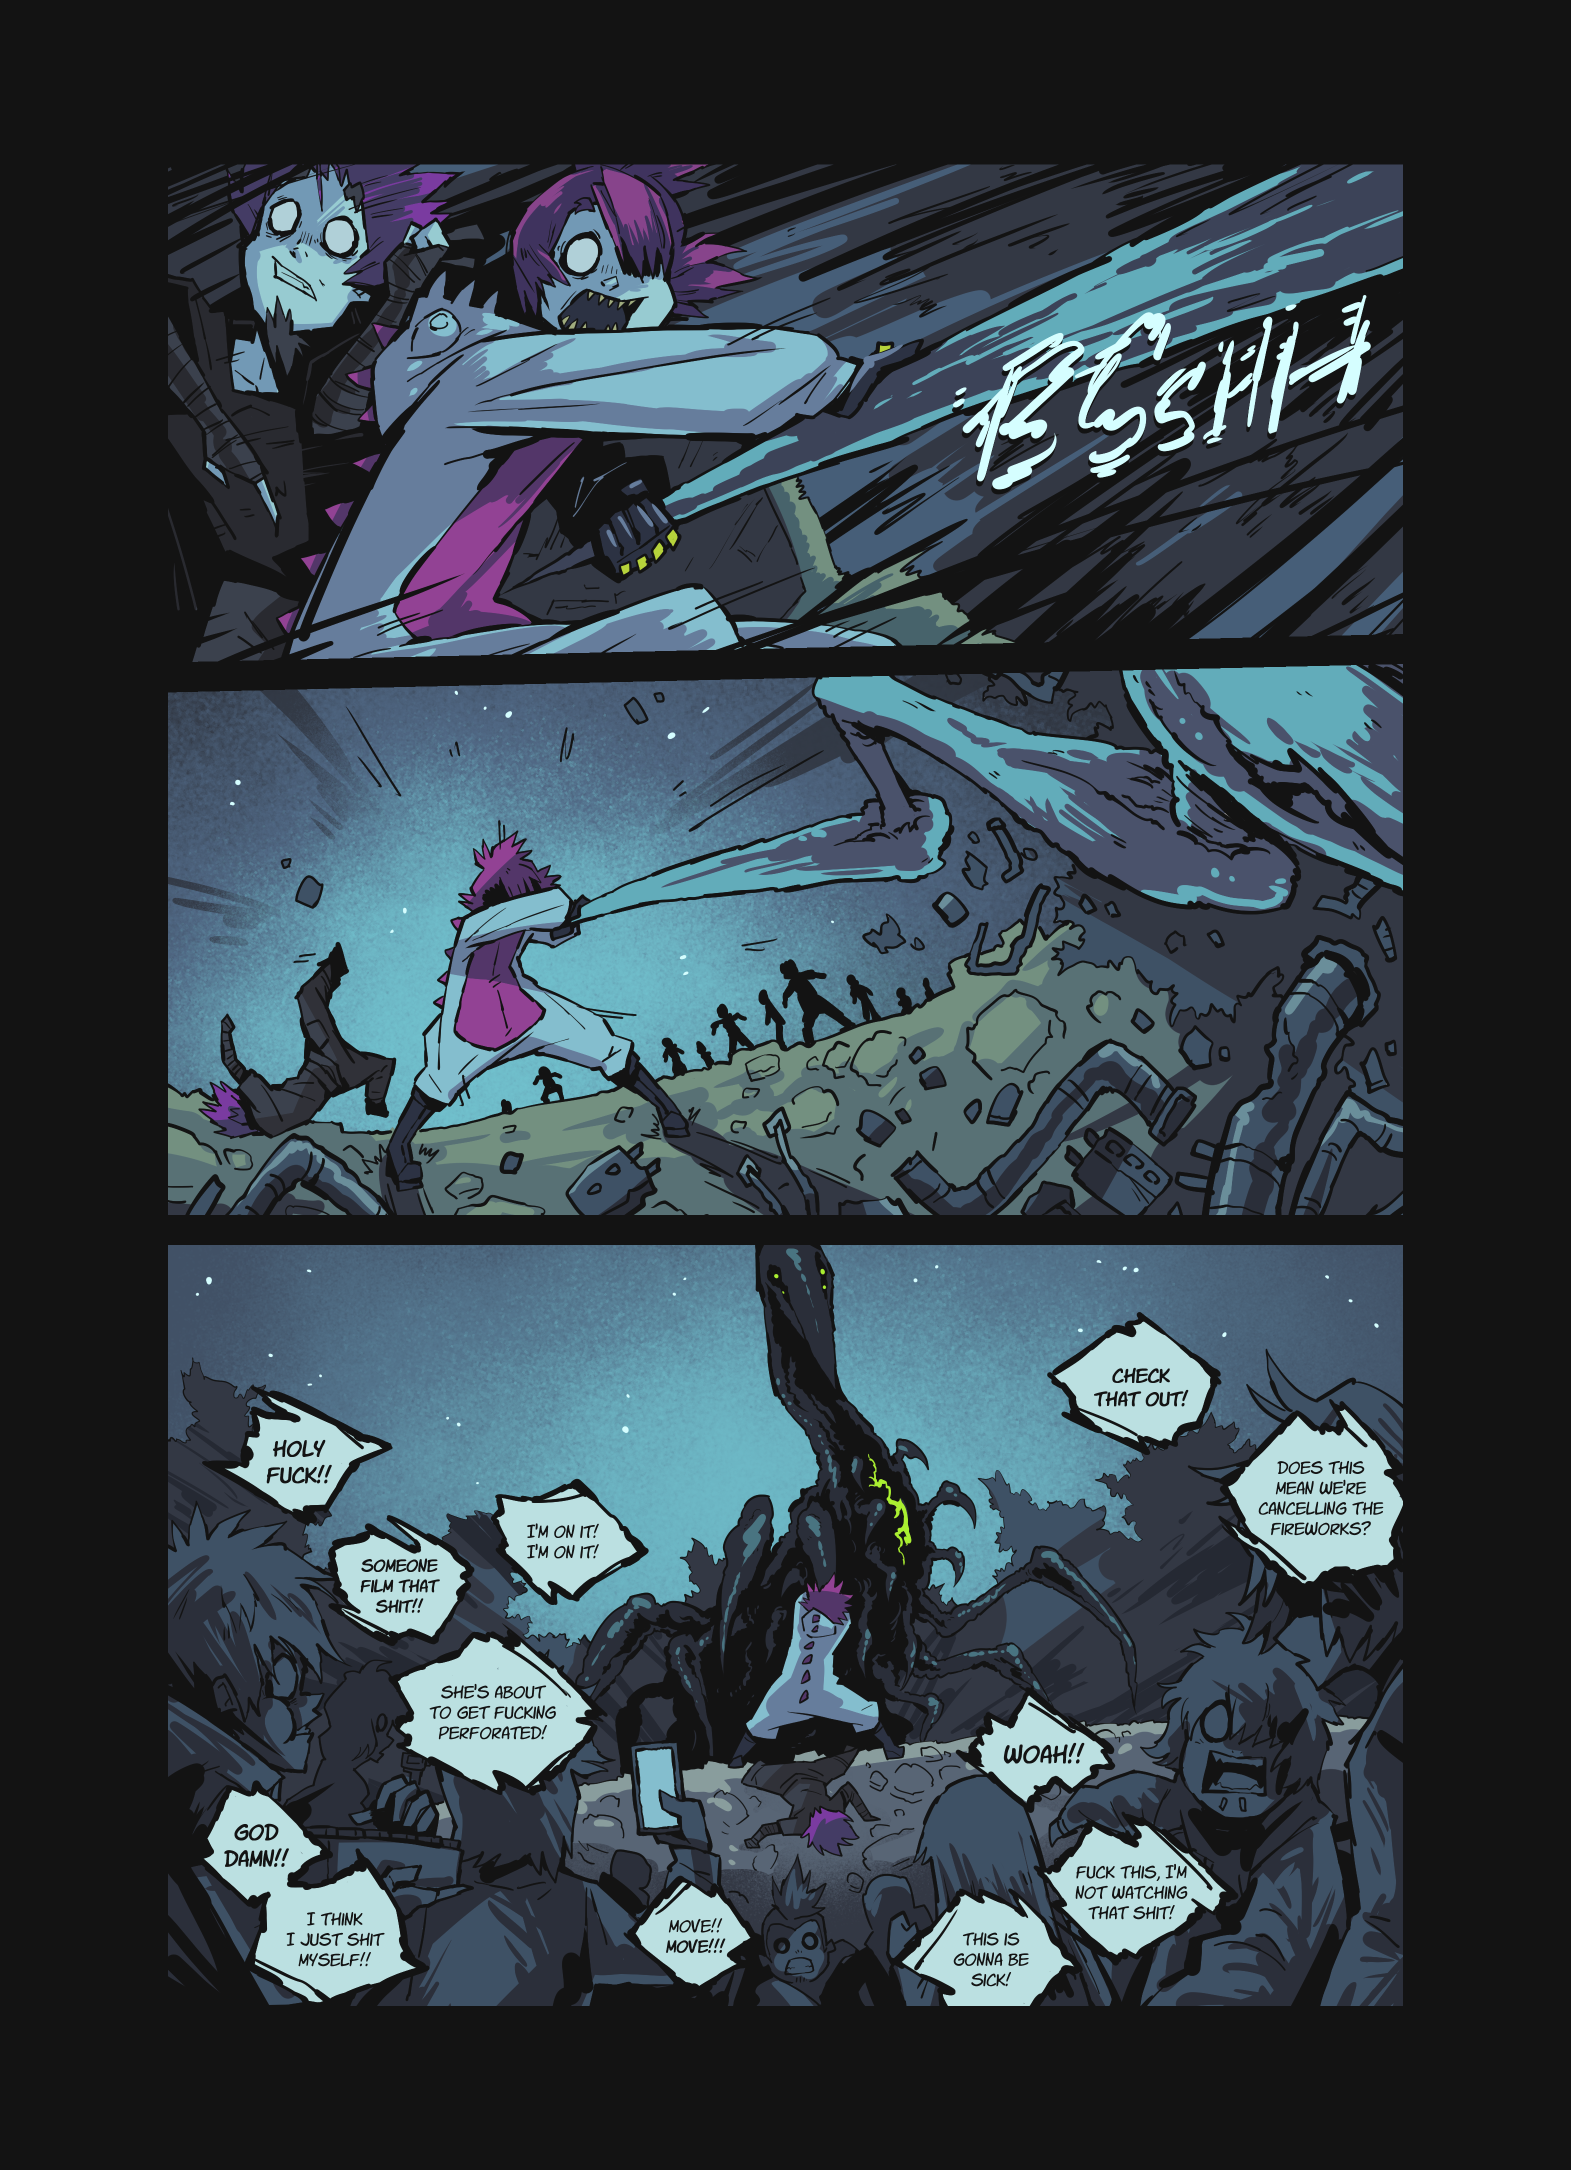 CHECK
THAT OUT!
HOLY
FUCK!!
DOES THIS
MEAN WE'RE
CANCELLING THE
FIREWORKS?
I'M ON IT!
I'M ON IT!
SOMEONE
FILM THAT
SHIT!!
SHE'S ABOUT
TO GET FUCKING
PERFORATED!
WOAH!!
GOD
DAMN!!
FUCK THIS, I'M
NOT WATCHING
THAT SHIT!
I THINK
I JUST SHIT
MYSELF!!
MOVE!!
MOVE!!!
THIS IS
GONNA BE
SICK!